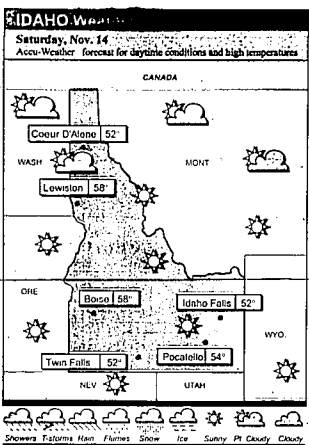 IDAHO Weather
Saturday, Nov. 14
Accu-Weather forecast for daytime conditions and high temperatures
CANADA
Coeur D'Alene 52°
WASH
MONT
Lewiston 58°
ORE
Boise 58°
Idaho Falls 52°
WYO.
Twin Falls 52°
Pocatello 54°
NEV
UTAH
Showers T-storms Rain Flurries Snow Ice Sunny Pt. Cloudy Cloudy